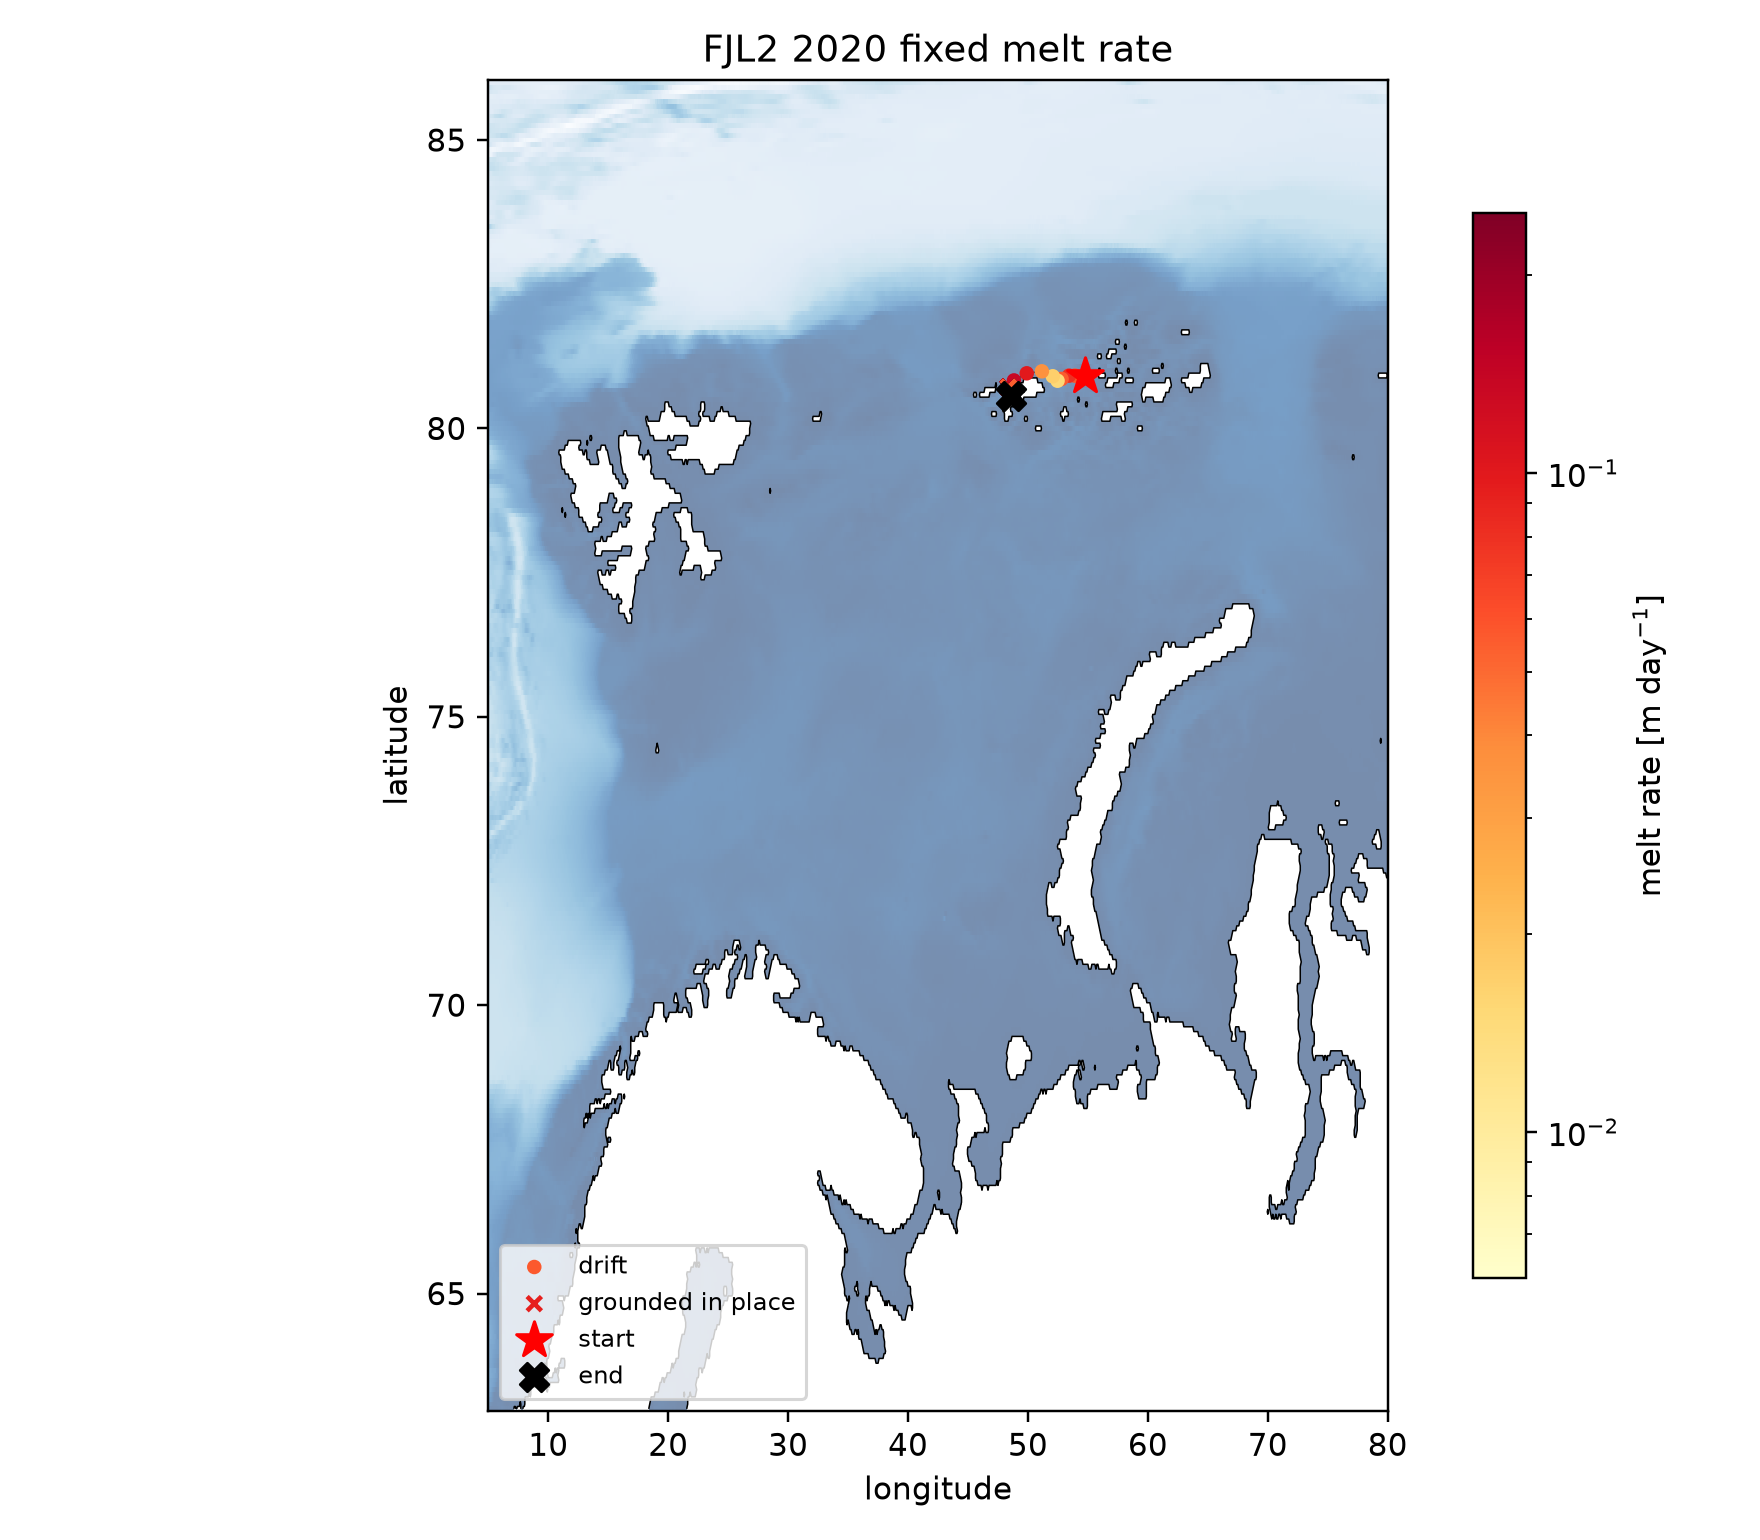 FJL2 2020 fixed melt rate
85
80
75
70
65
latitude
10
20
30
40
50
60
70
80
longitude
drift
grounded in place
start
end
10⁻¹
10⁻²
melt rate [m day⁻¹]